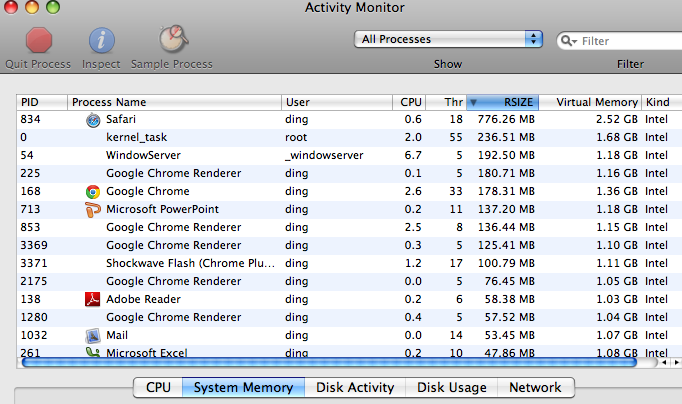 Activity Monitor
Quit Process Inspect Sample Process All Processes Show Filter Filter
PID Process Name User CPU Thr RSIZE Virtual Memory Kind
834 Safari ding 0.6 18 776.26 MB 2.52 GB Intel
0 kernel_task root 2.0 55 236.51 MB 1.68 GB Intel
54 WindowServer _windowserver 6.7 5 192.50 MB 1.18 GB Intel
225 Google Chrome Renderer ding 0.1 5 180.71 MB 1.16 GB Intel
168 Google Chrome ding 2.6 33 178.31 MB 1.36 GB Intel
713 Microsoft PowerPoint ding 0.2 11 137.20 MB 1.18 GB Intel
853 Google Chrome Renderer ding 2.5 8 136.44 MB 1.15 GB Intel
3369 Google Chrome Renderer ding 0.3 5 125.41 MB 1.10 GB Intel
3371 Shockwave Flash (Chrome Plu... ding 1.2 17 100.79 MB 1.11 GB Intel
2175 Google Chrome Renderer ding 0.0 5 76.45 MB 1.05 GB Intel
138 Adobe Reader ding 0.2 6 58.38 MB 1.03 GB Intel
1280 Google Chrome Renderer ding 0.4 5 57.52 MB 1.04 GB Intel
1032 Mail ding 0.0 14 53.45 MB 1.07 GB Intel
261 Microsoft Excel ding 0.2 10 47.86 MB 1.08 GB Intel
CPU System Memory Disk Activity Disk Usage Network